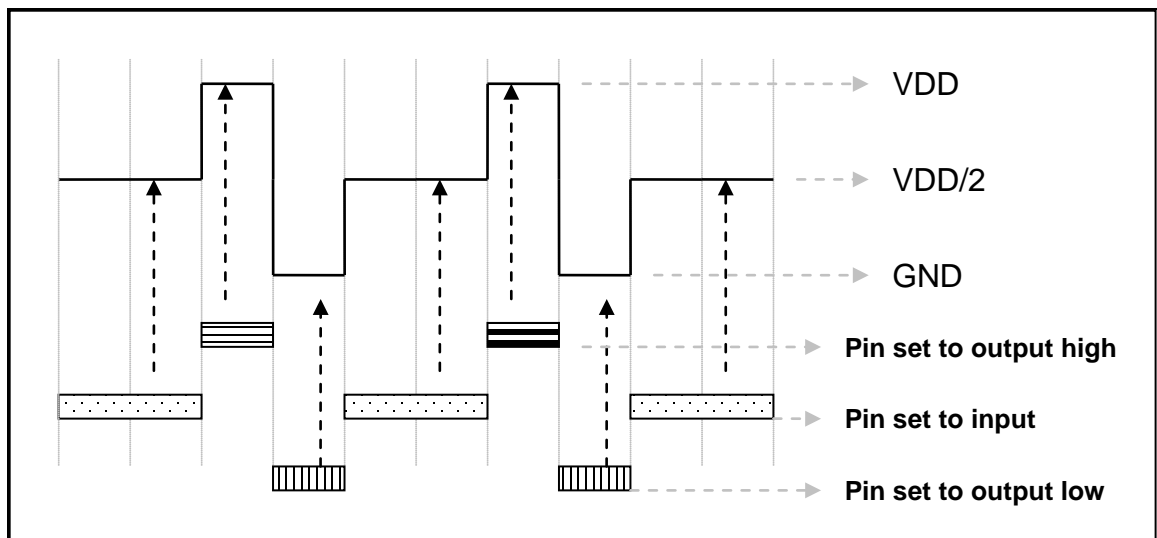 VDD
VDD/2
GND
Pin set to output high
Pin set to input
Pin set to output low